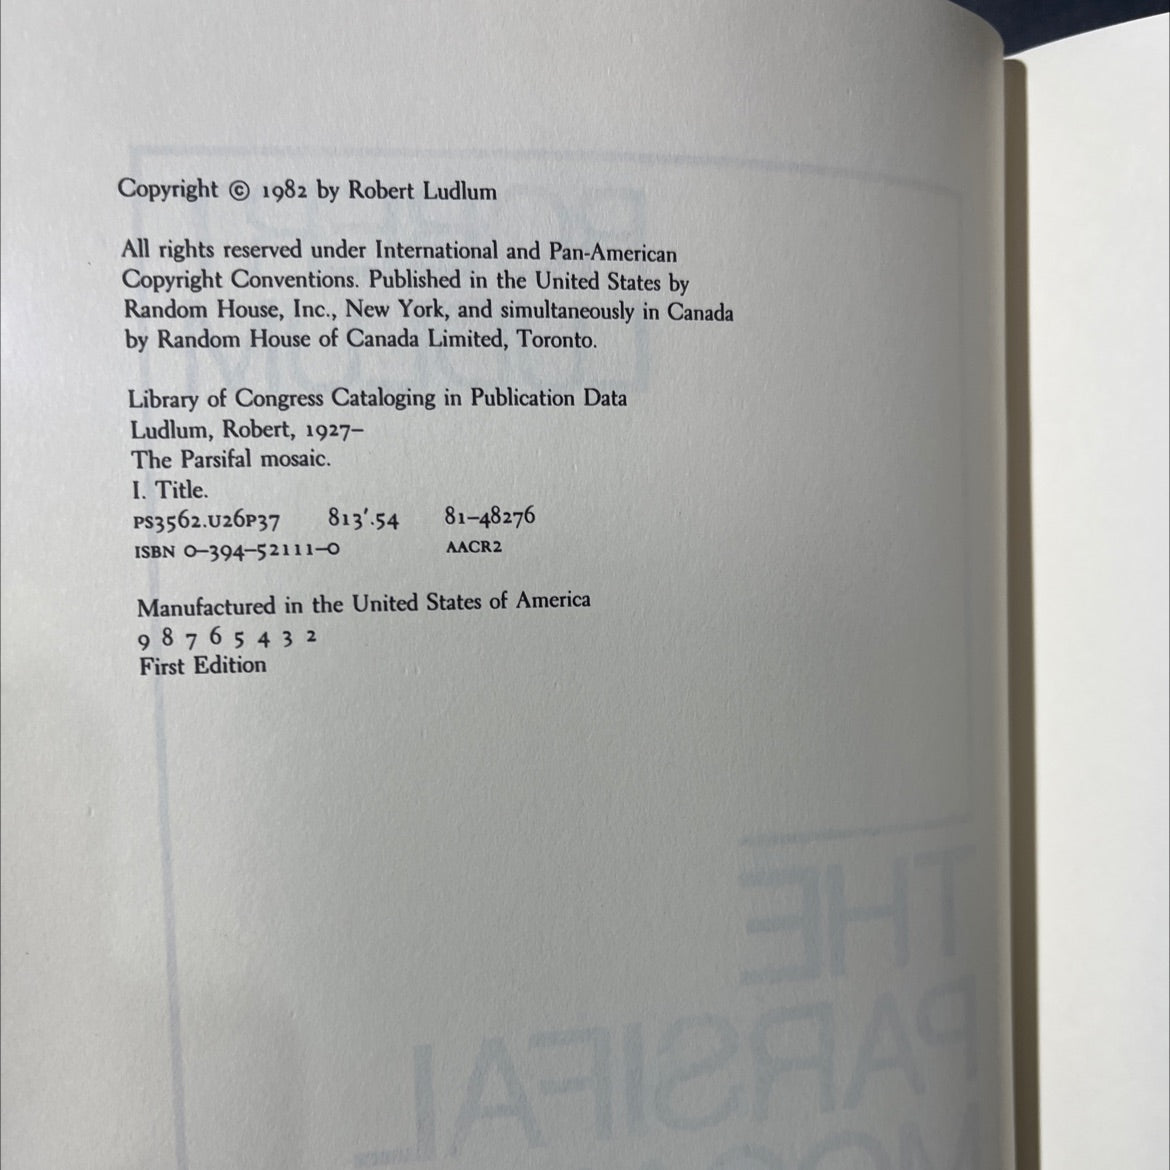 Copyright © 1982 by Robert Ludlum
All rights reserved under International and Pan-American
Copyright Conventions. Published in the United States by
Random House, Inc., New York, and simultaneously in Canada
by Random House of Canada Limited, Toronto.
Library of Congress Cataloging in Publication Data
Ludlum, Robert, 1927–
The Parsifal mosaic.
I. Title.
PS3562.U26P37 813′.54 81–48276
ISBN 0–394–52111–0 AACR2
Manufactured in the United States of America
9 8 7 6 5 4 3 2
First Edition
THE
PARSIFAL